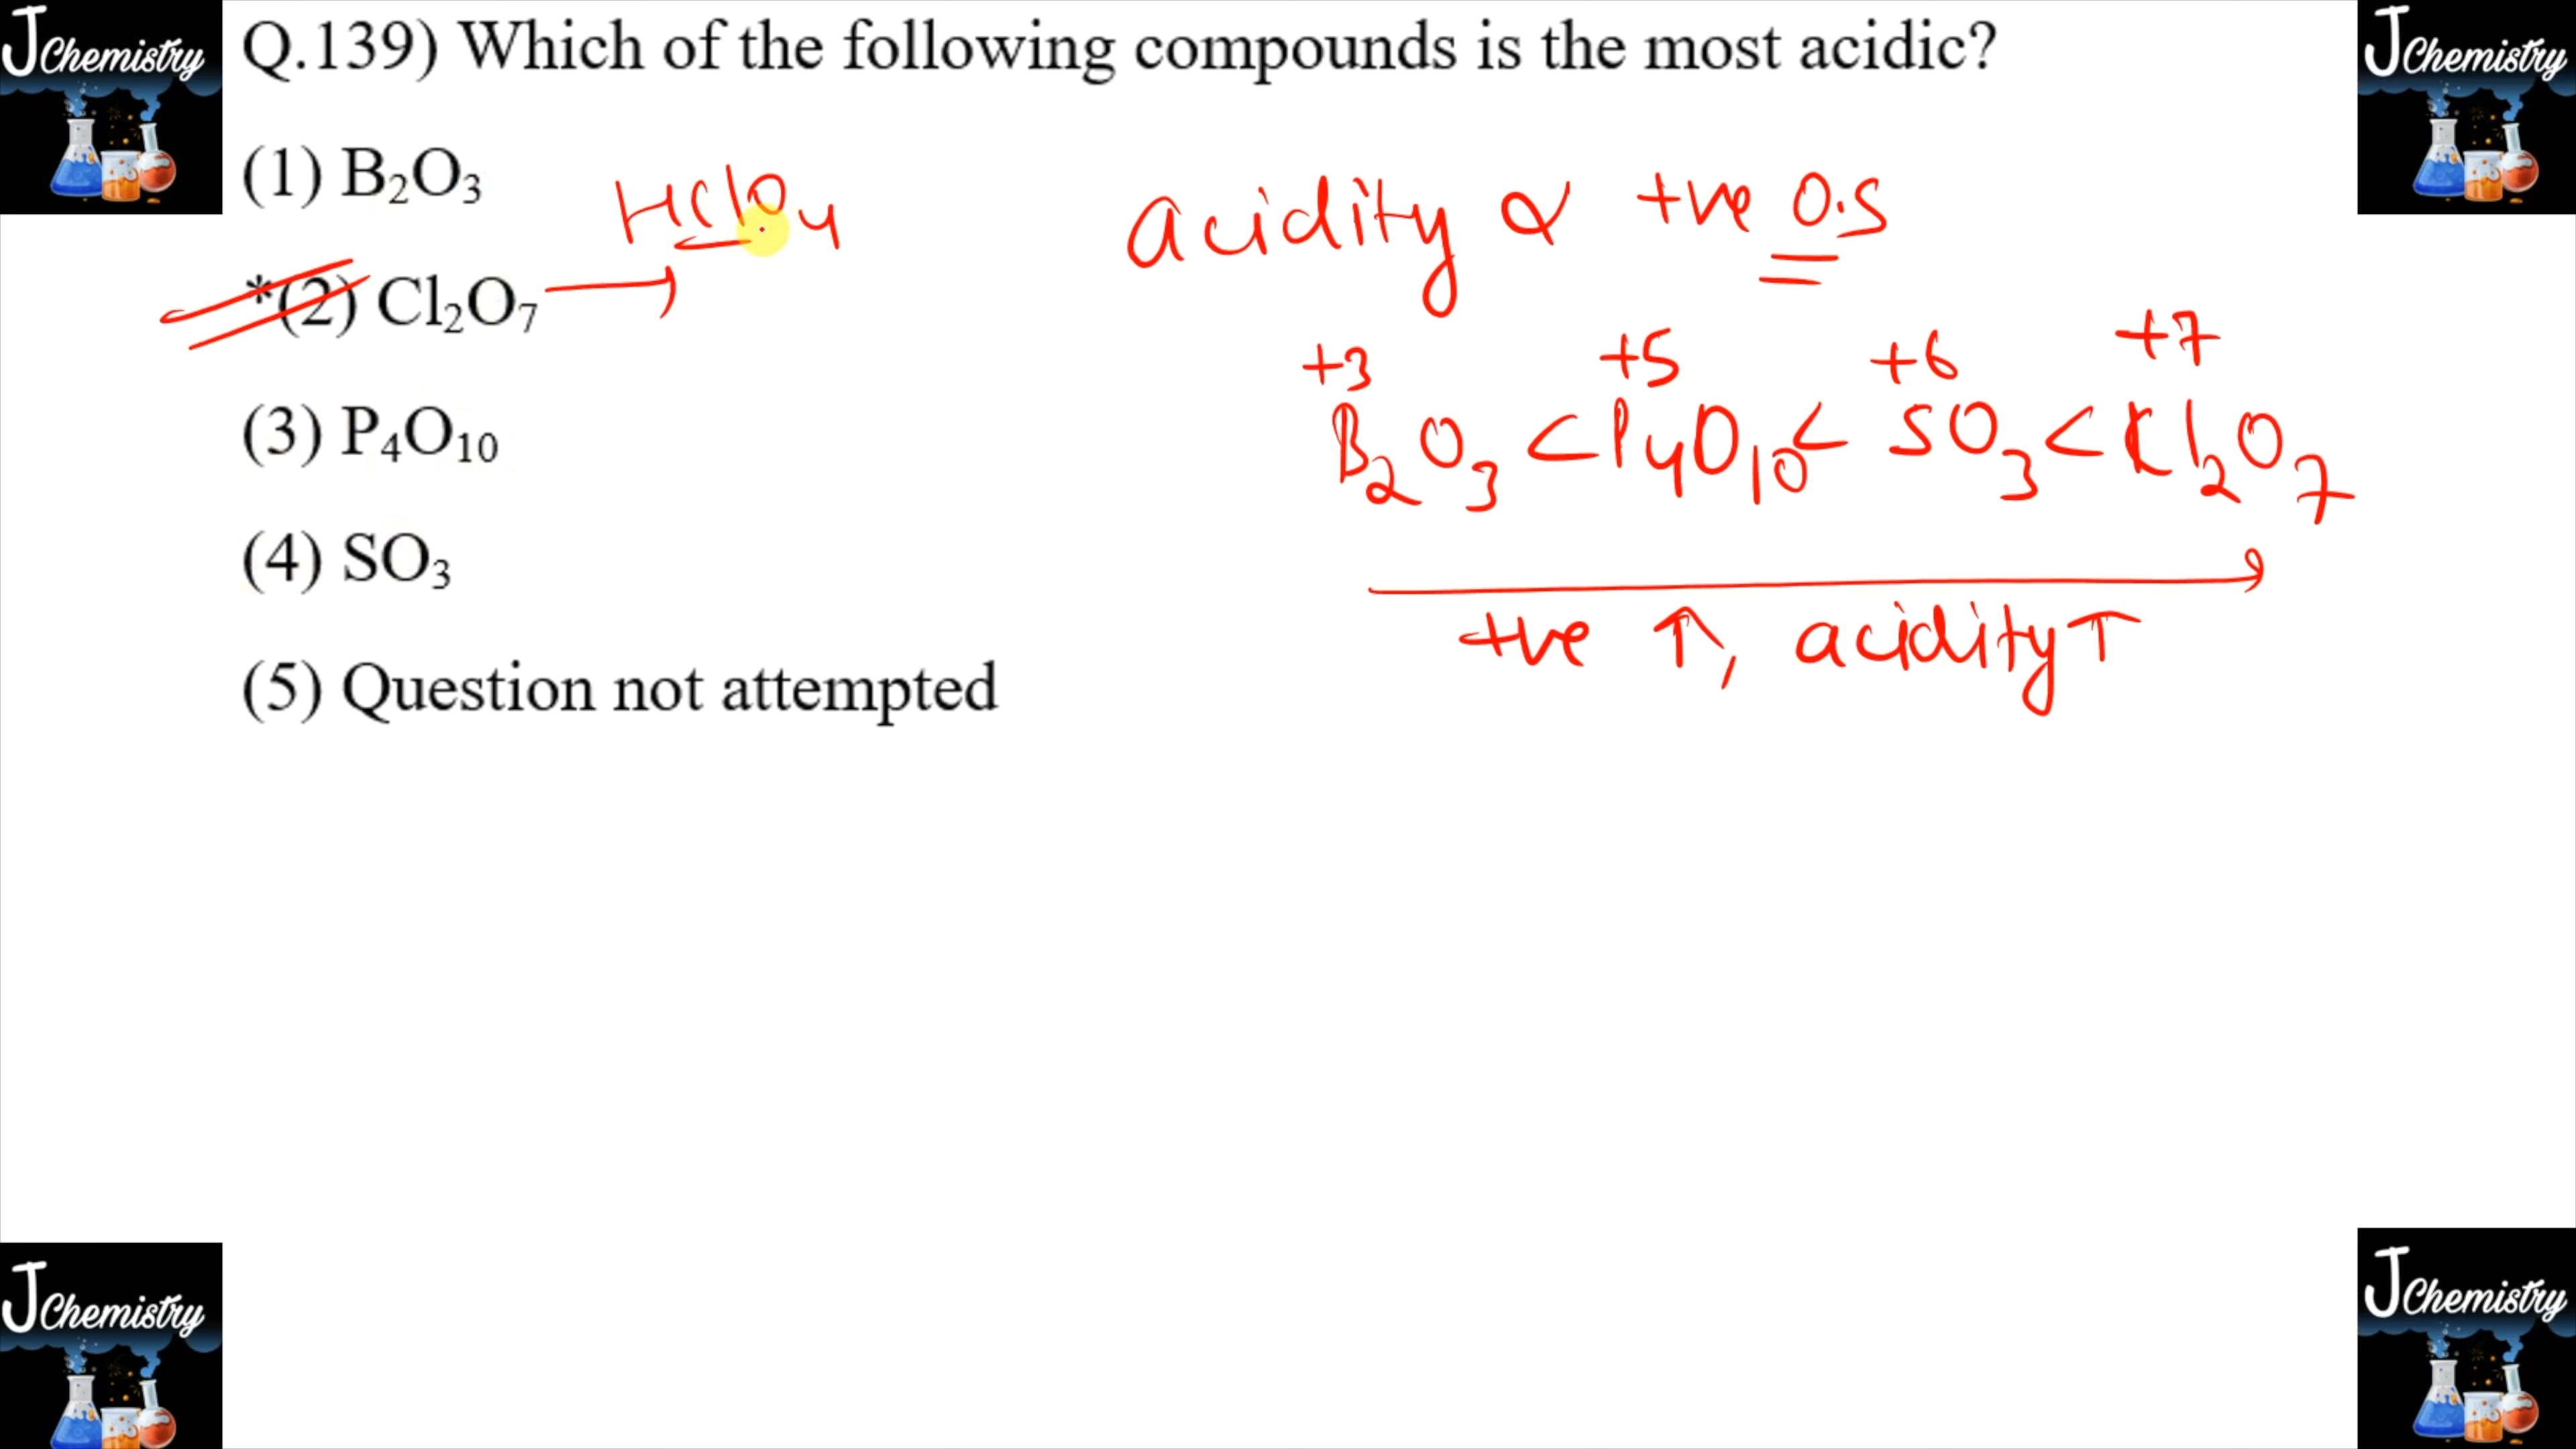 JChemistry
Q.139) Which of the following compounds is the most acidic?
JChemistry
(1) B₂O₃
HClO₄
acidity α +ve O.S
*(2) Cl₂O₇
+3 +5 +6 +7
B₂O₃ < P₄O₁₀ < SO₃ < Cl₂O₇
(3) P₄O₁₀
(4) SO₃
+ve ↑, acidity ↑
(5) Question not attempted
JChemistry
JChemistry